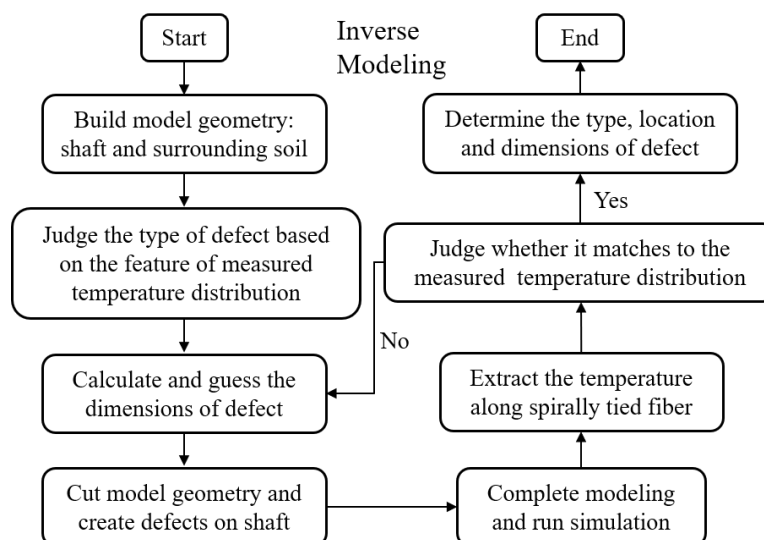 Start
Inverse
Modeling
End
Build model geometry:
shaft and surrounding soil
Determine the type, location
and dimensions of defect
Yes
Judge the type of defect based
on the feature of measured
temperature distribution
Judge whether it matches to the
measured temperature distribution
No
Calculate and guess the
dimensions of defect
Extract the temperature
along spirally tied fiber
Cut model geometry and
create defects on shaft
Complete modeling
and run simulation